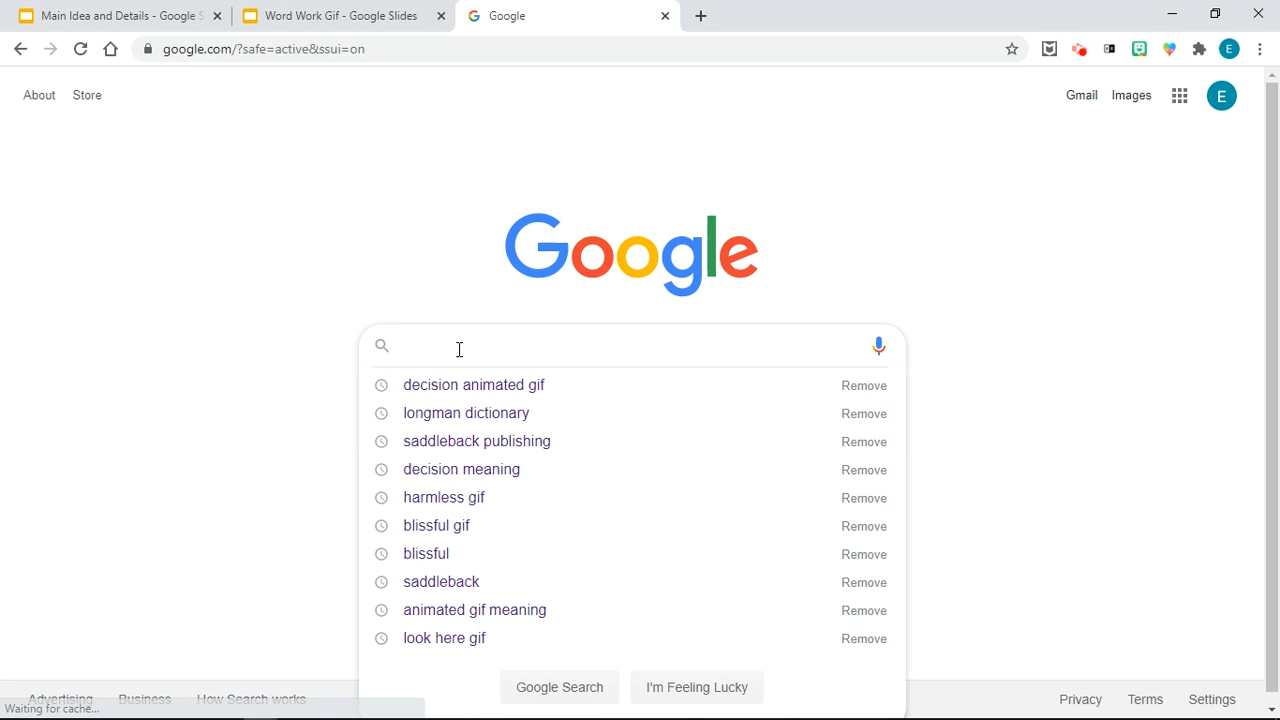 Main Idea and Details - Google S
Word Work Gif - Google Slides
Google
google.com/?safe=active&ssui=on
E
About Store
Gmail Images
E
Google
decision animated gif Remove
longman dictionary Remove
saddleback publishing Remove
decision meaning Remove
harmless gif Remove
blissful gif Remove
blissful Remove
saddleback Remove
animated gif meaning Remove
look here gif Remove
Google Search I'm Feeling Lucky
Advertising Business How Search works
Privacy Terms Settings
Waiting for cache...